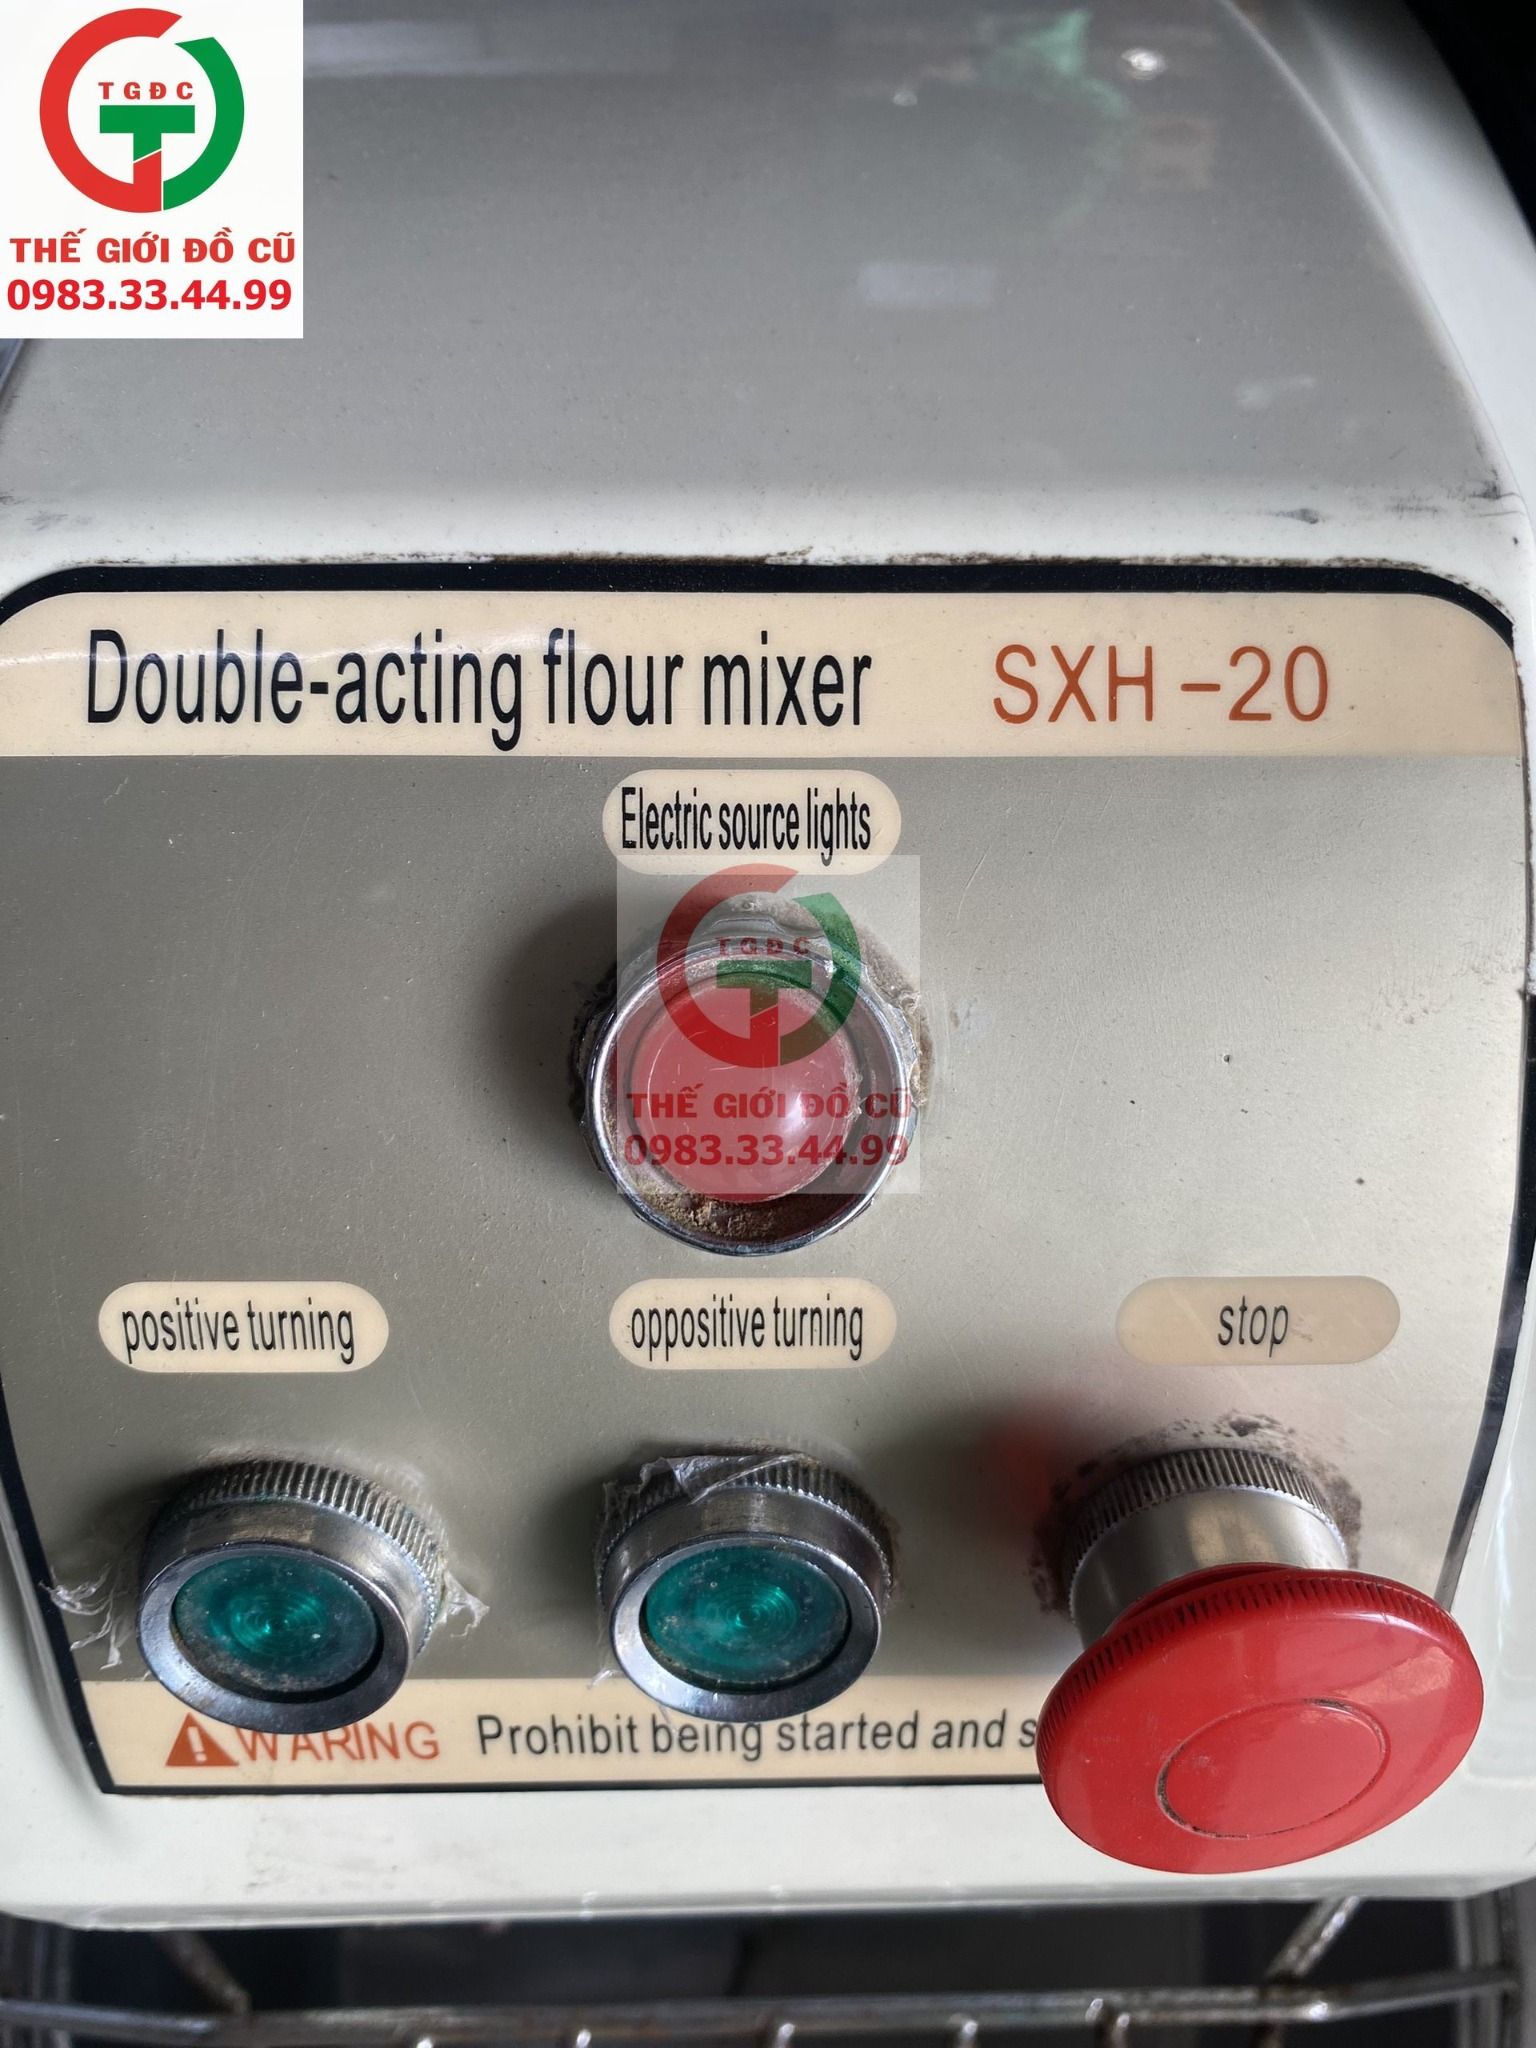 TGĐC
THẾ GIỚI ĐỒ CŨ
0983.33.44.99
Double-acting flour mixer SXH-20
Electric source lights
TGĐC
THẾ GIỚI ĐỒ CŨ
0983.33.44.99
positive turning oppositive turning stop
WARING Prohibit being started and